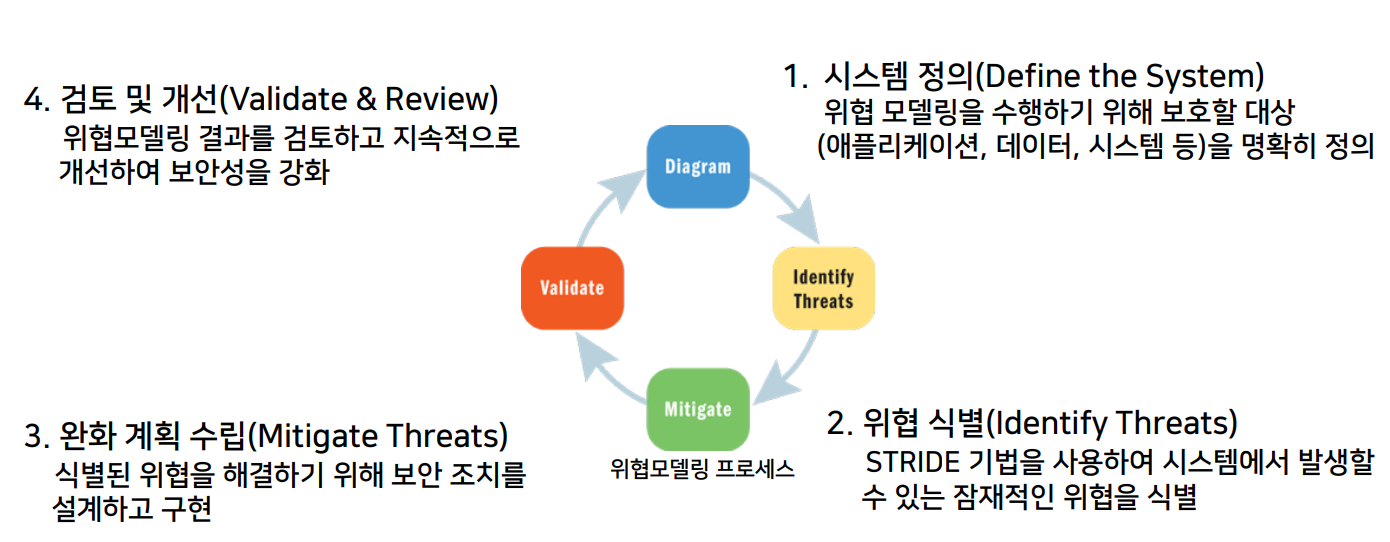 1. 시스템 정의(Define the System)
위협 모델링을 수행하기 위해 보호할 대상
(애플리케이션, 데이터, 시스템 등)을 명확히 정의
2. 위협 식별(Identify Threats)
STRIDE 기법을 사용하여 시스템에서 발생할
수 있는 잠재적인 위협을 식별
3. 완화 계획 수립(Mitigate Threats)
식별된 위협을 해결하기 위해 보안 조치를
설계하고 구현
4. 검토 및 개선(Validate & Review)
위협모델링 결과를 검토하고 지속적으로
개선하여 보안성을 강화
Diagram
Identify
Threats
Mitigate
Validate
위협모델링 프로세스